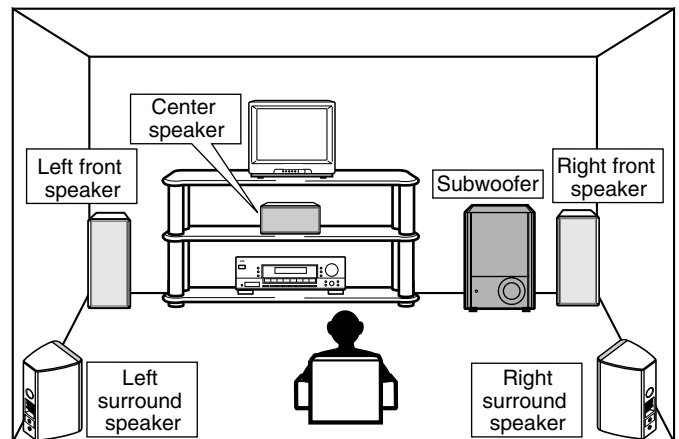 Center
speaker
Left front
speaker
Subwoofer
Right front
speaker
Left
surround
speaker
Right
surround
speaker